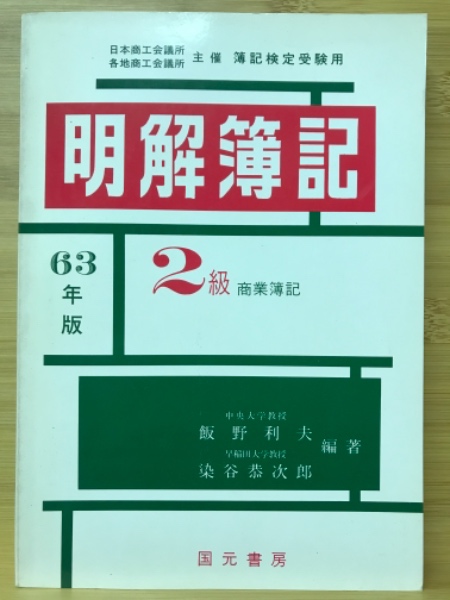 日本商工会議所
各地商工会議所 主催 簿記検定受験用
明解簿記
63年版
2級 商業簿記
中央大学教授
飯野利夫
早稲田大学教授
染谷恭次郎
編著
国元書房